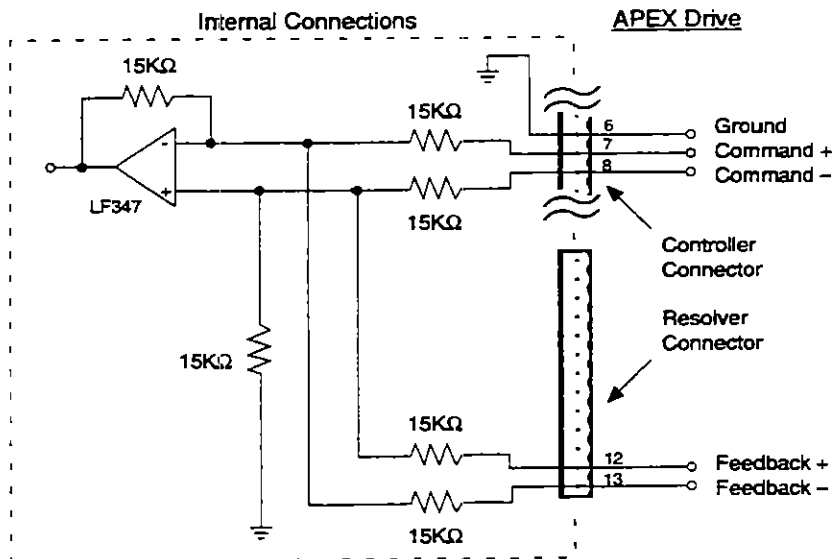 Internal Connections
APEX Drive
15KΩ
15KΩ
6
Ground
7
Command +
-
8
Command –
+
LF347
15KΩ
Controller
Connector
Resolver
Connector
15KΩ
15KΩ
12
Feedback +
13
Feedback –
15KΩ